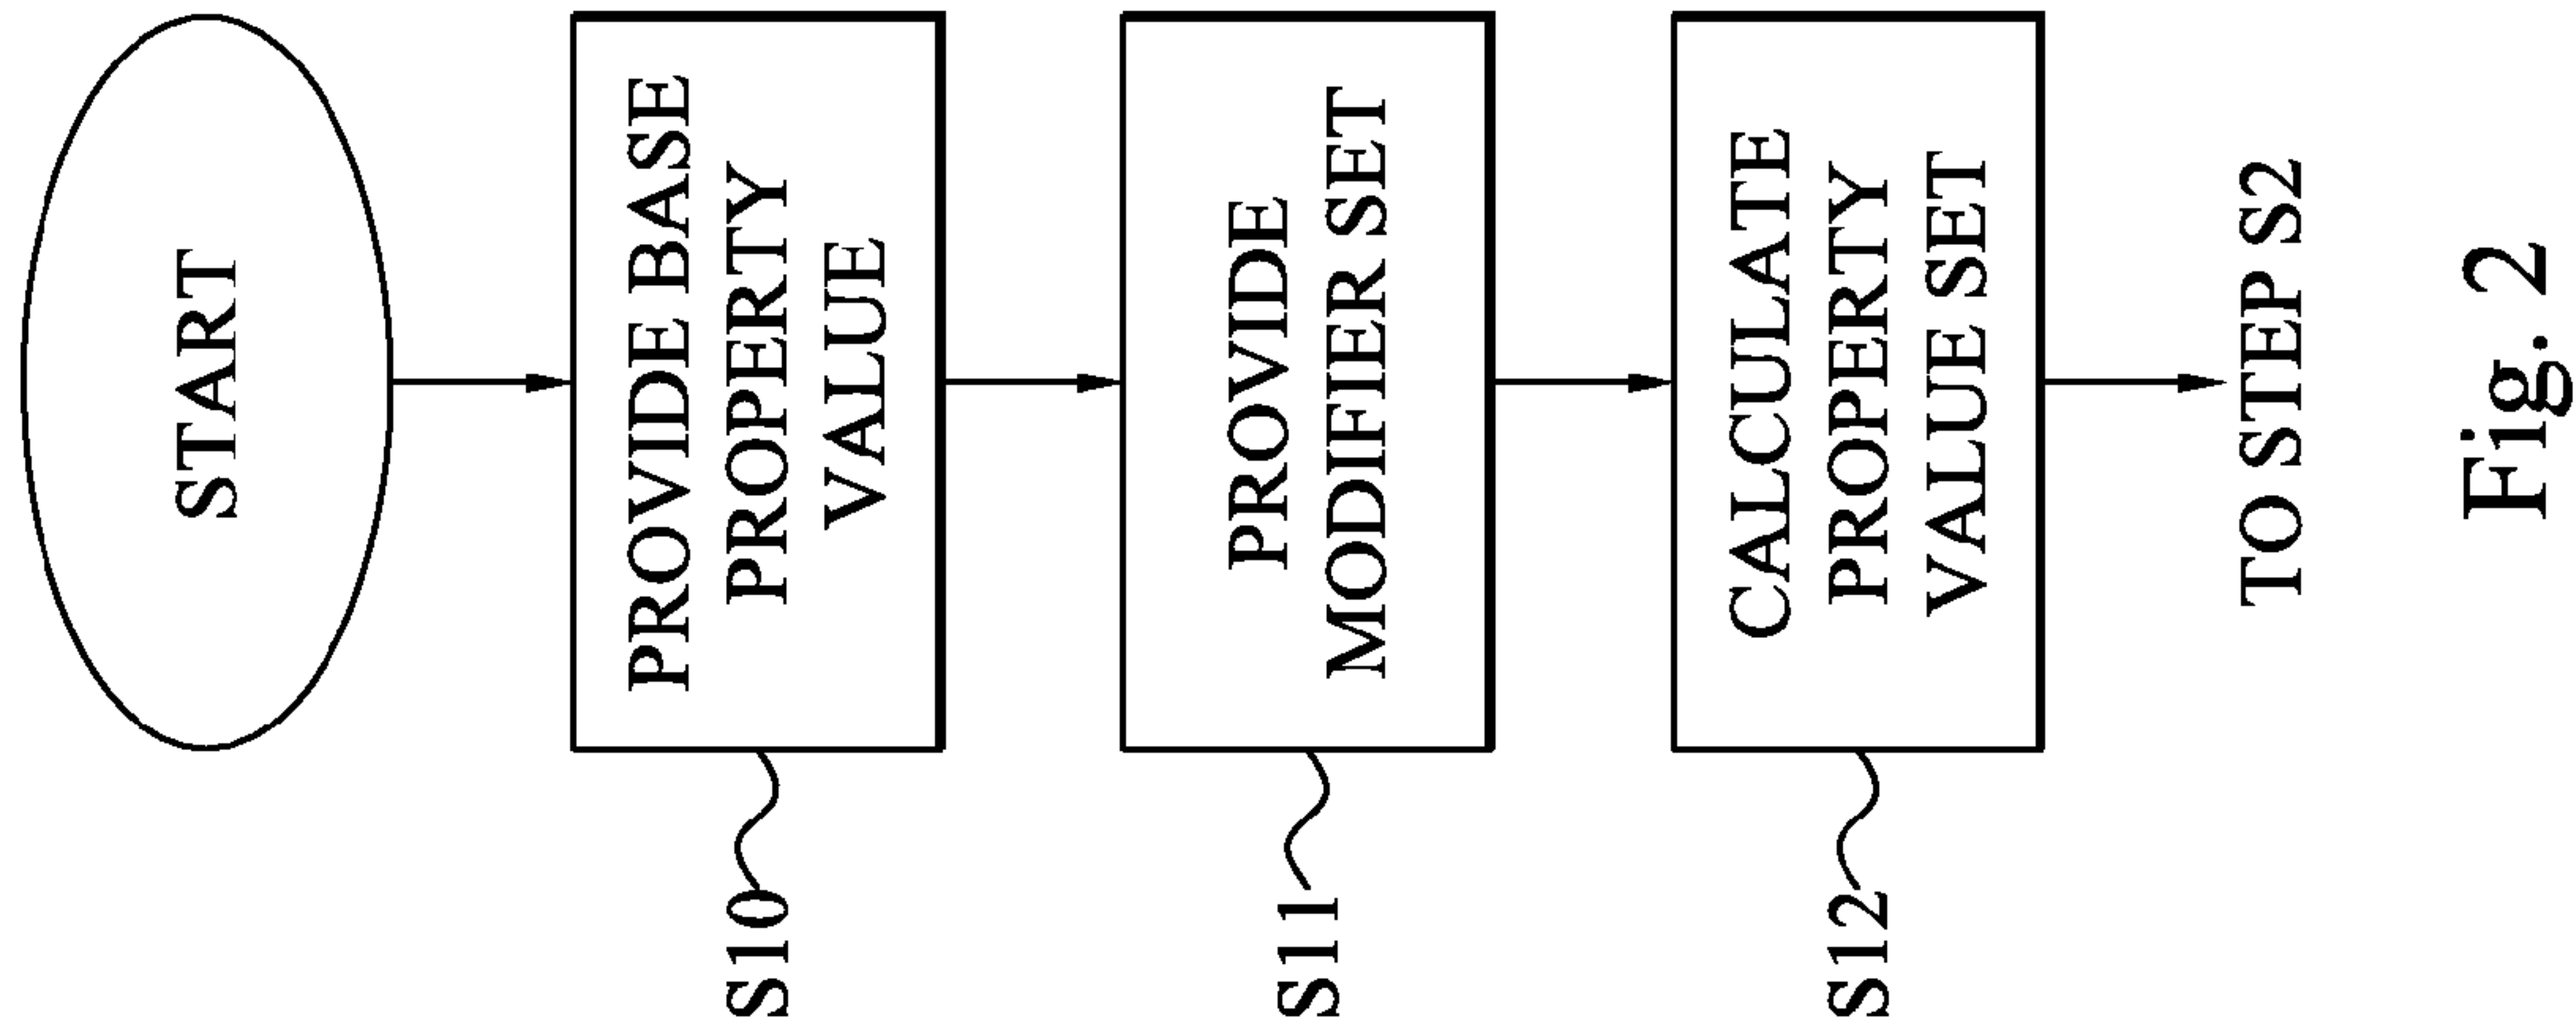 START
PROVIDE BASE
PROPERTY
VALUE
S10
PROVIDE
MODIFIER SET
S11
CALCULATE
PROPERTY
VALUE SET
S12
TO STEP S2
Fig. 2